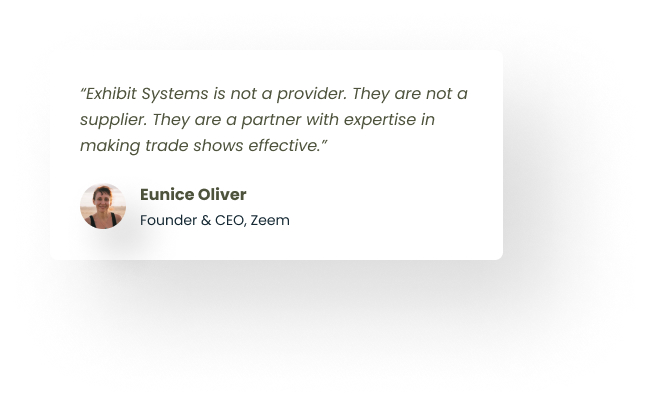 “Exhibit Systems is not a provider. They are not a
supplier. They are a partner with expertise in
making trade shows effective.”
Eunice Oliver
Founder & CEO, Zeem